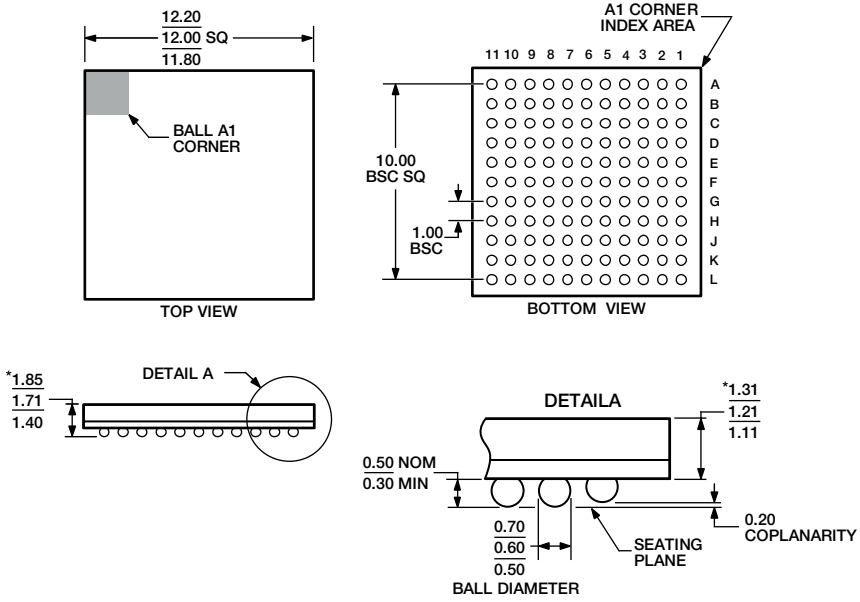 12.20
12.00 SQ
11.80
BALL A1
CORNER
TOP VIEW
A1 CORNER
INDEX AREA
11 10 9 8 7 6 5 4 3 2 1
A
B
C
D
E
F
G
H
J
K
L
10.00
BSC SQ
1.00
BSC
BOTTOM VIEW
*1.85
1.71
1.40
DETAIL A
DETAILA
*1.31
1.21
1.11
0.50 NOM
0.30 MIN
0.70
0.60
0.50
BALL DIAMETER
SEATING
PLANE
0.20
COPLANARITY